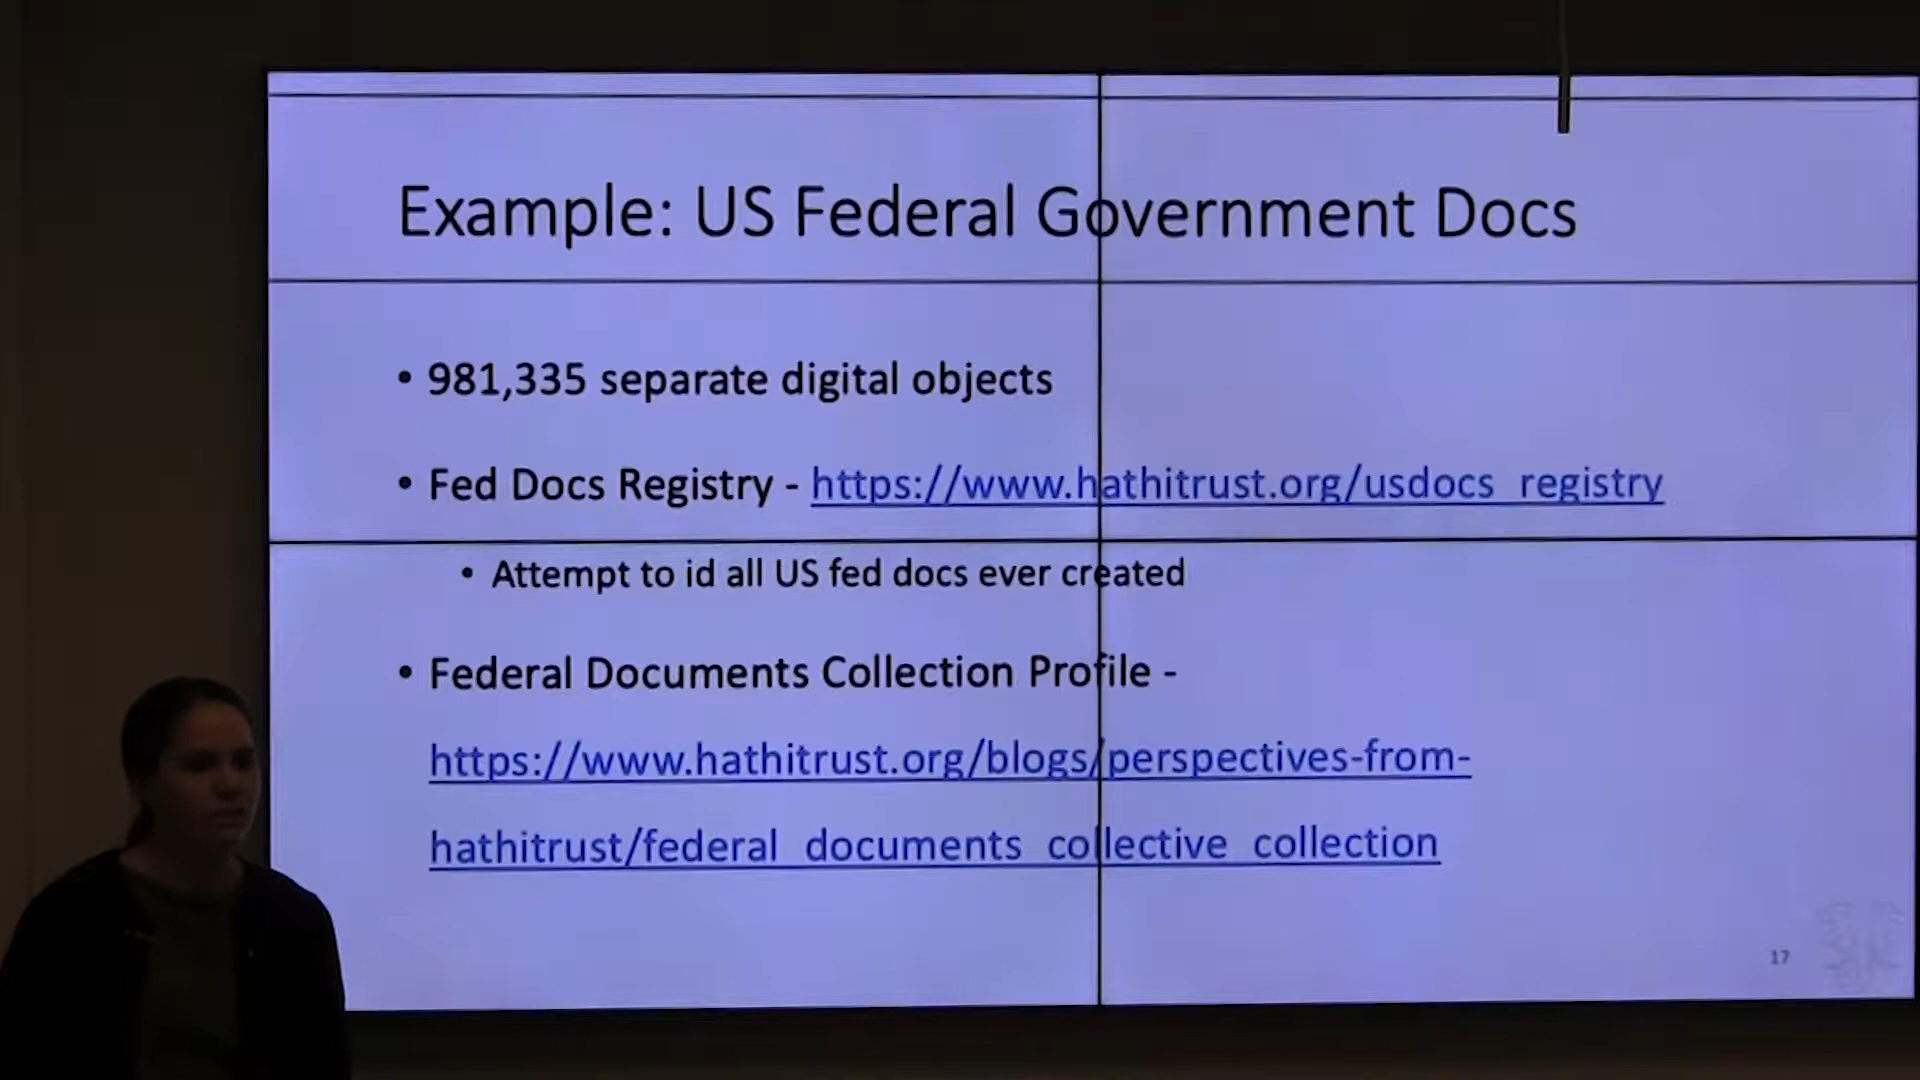 Example: US Federal Government Docs
• 981,335 separate digital objects
• Fed Docs Registry - https://www.hathitrust.org/usdocs_registry
• Attempt to id all US fed docs ever created
• Federal Documents Collection Profile -
https://www.hathitrust.org/blogs/perspectives-from-
hathitrust/federal_documents_collective_collection
17